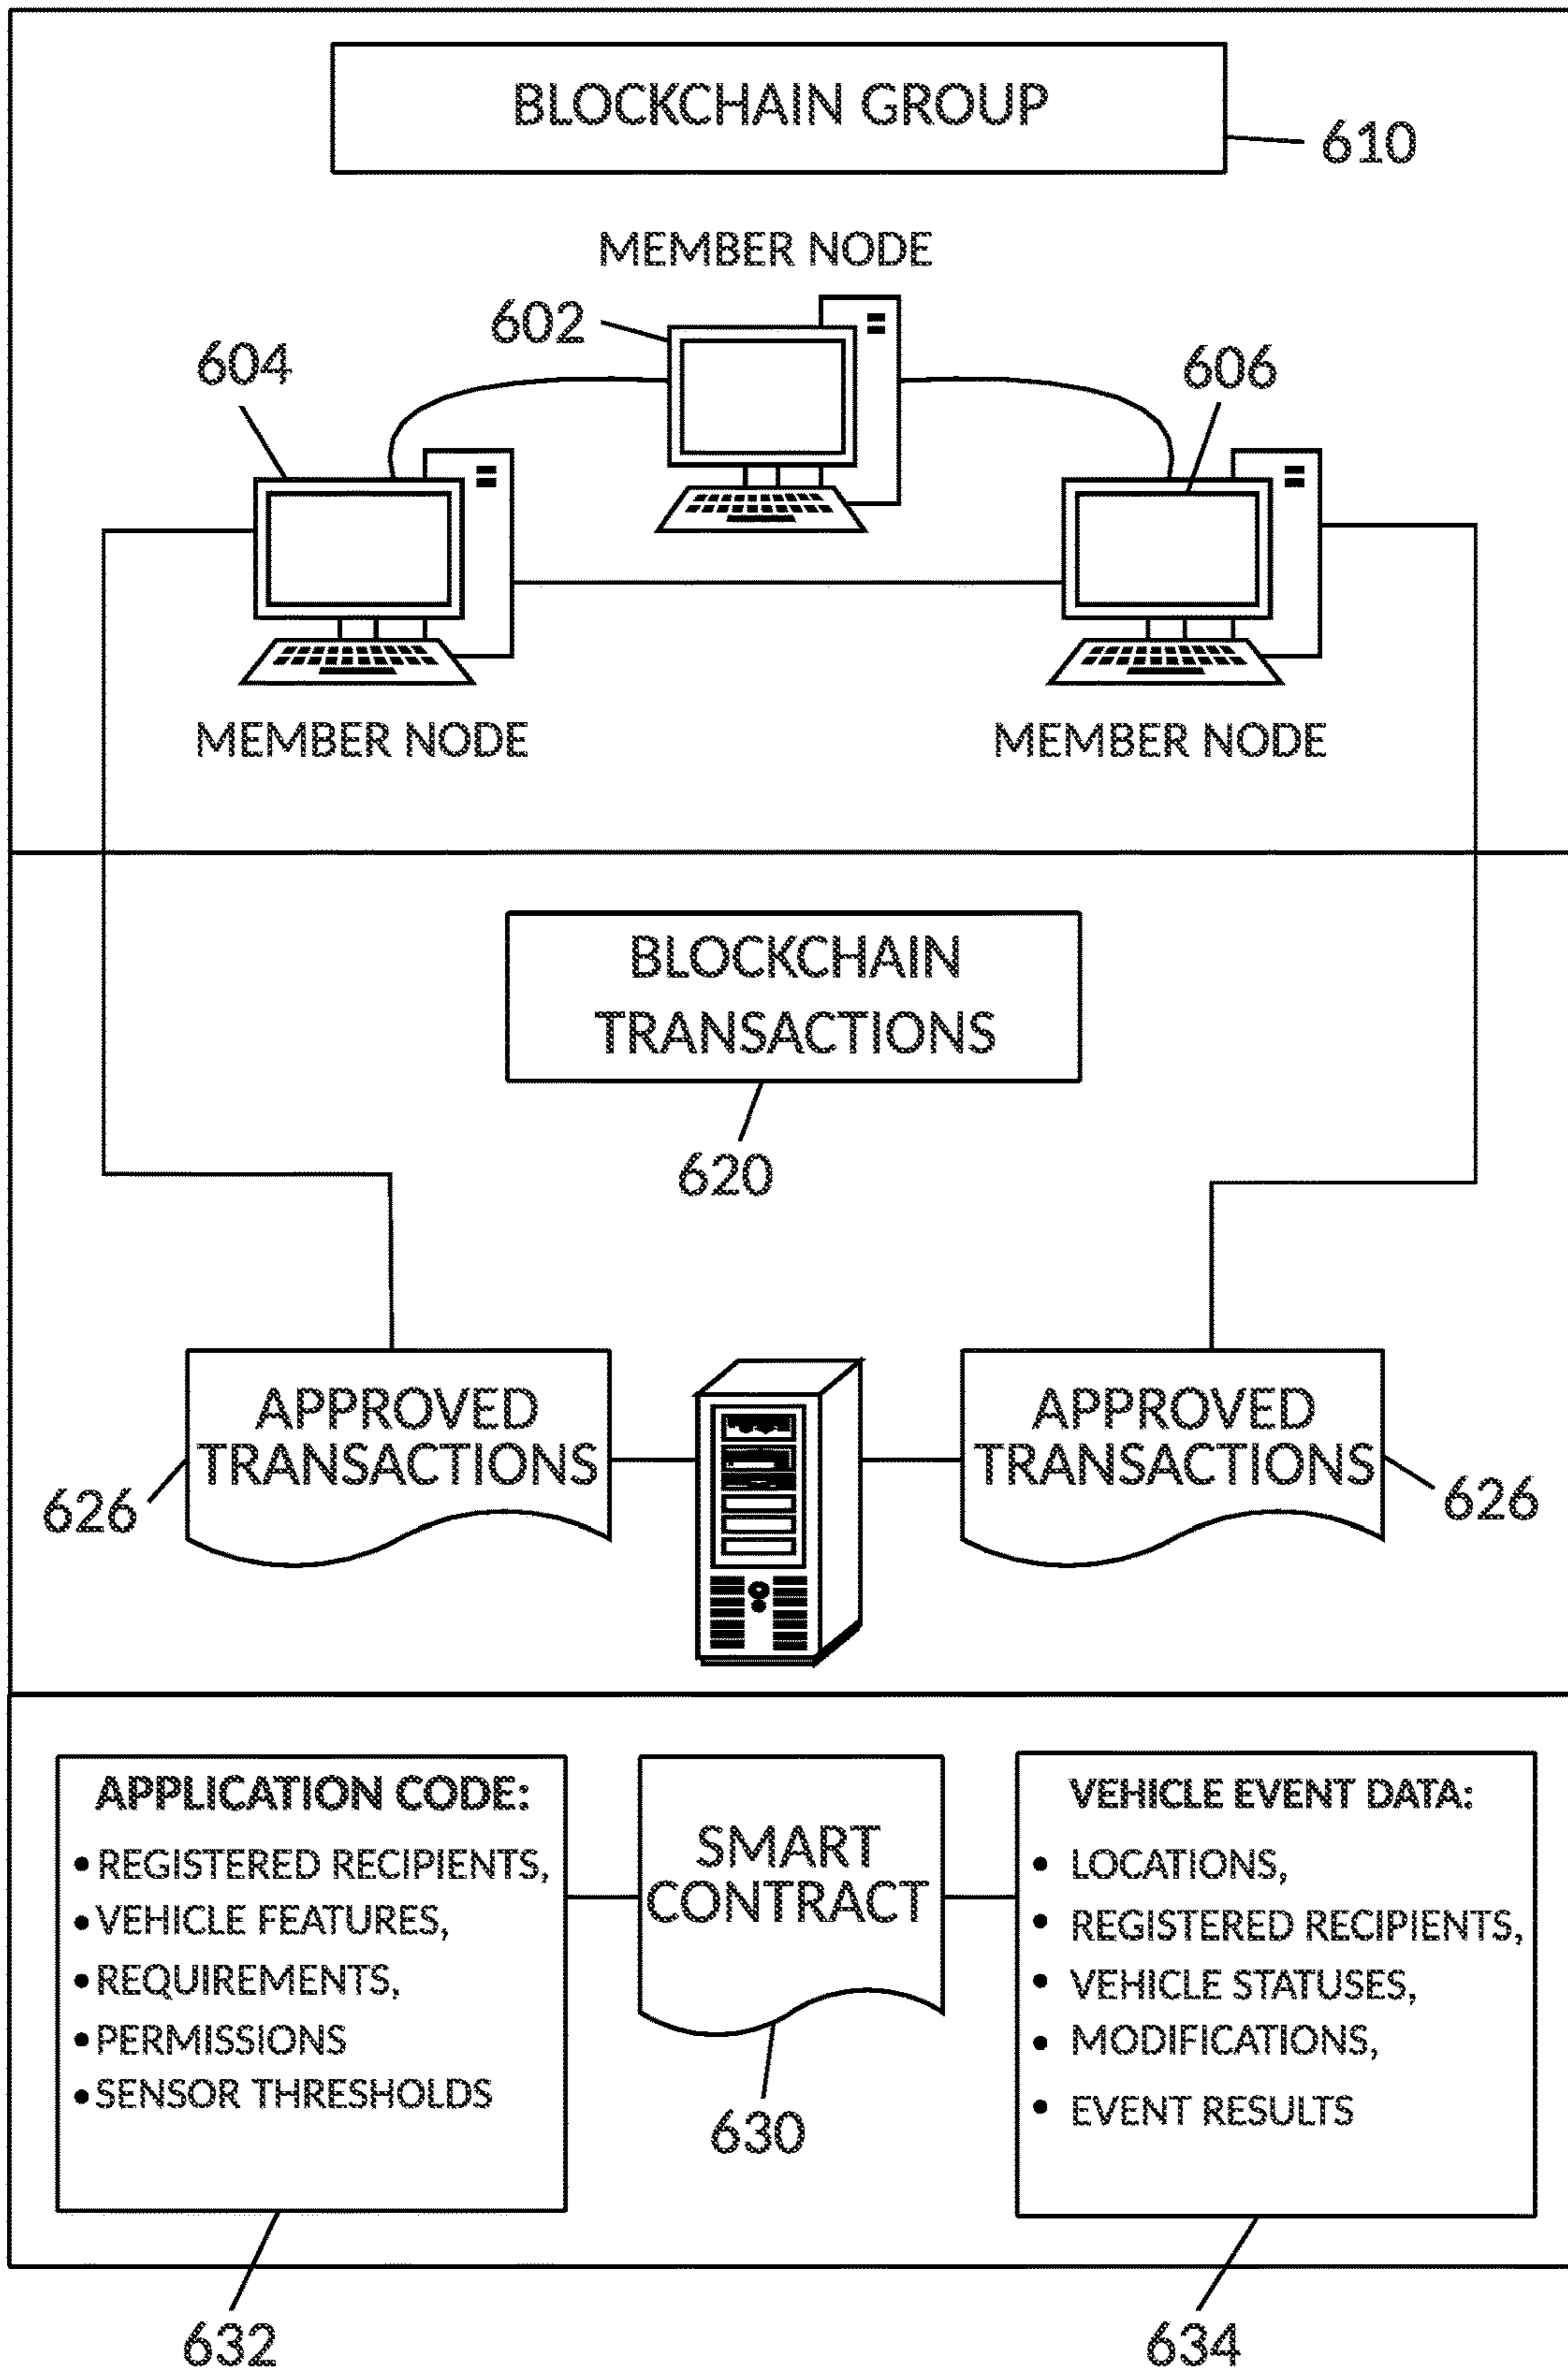 BLOCKCHAIN GROUP
610
MEMBER NODE
602
604
606
MEMBER NODE
MEMBER NODE
BLOCKCHAIN
TRANSACTIONS
620
APPROVED
TRANSACTIONS
626
APPROVED
TRANSACTIONS
626
APPLICATION CODE:
• REGISTERED RECIPIENTS,
• VEHICLE FEATURES,
• REQUIREMENTS,
• PERMISSIONS
• SENSOR THRESHOLDS
SMART
CONTRACT
630
VEHICLE EVENT DATA:
• LOCATIONS,
• REGISTERED RECIPIENTS,
• VEHICLE STATUSES,
• MODIFICATIONS,
• EVENT RESULTS
632
634